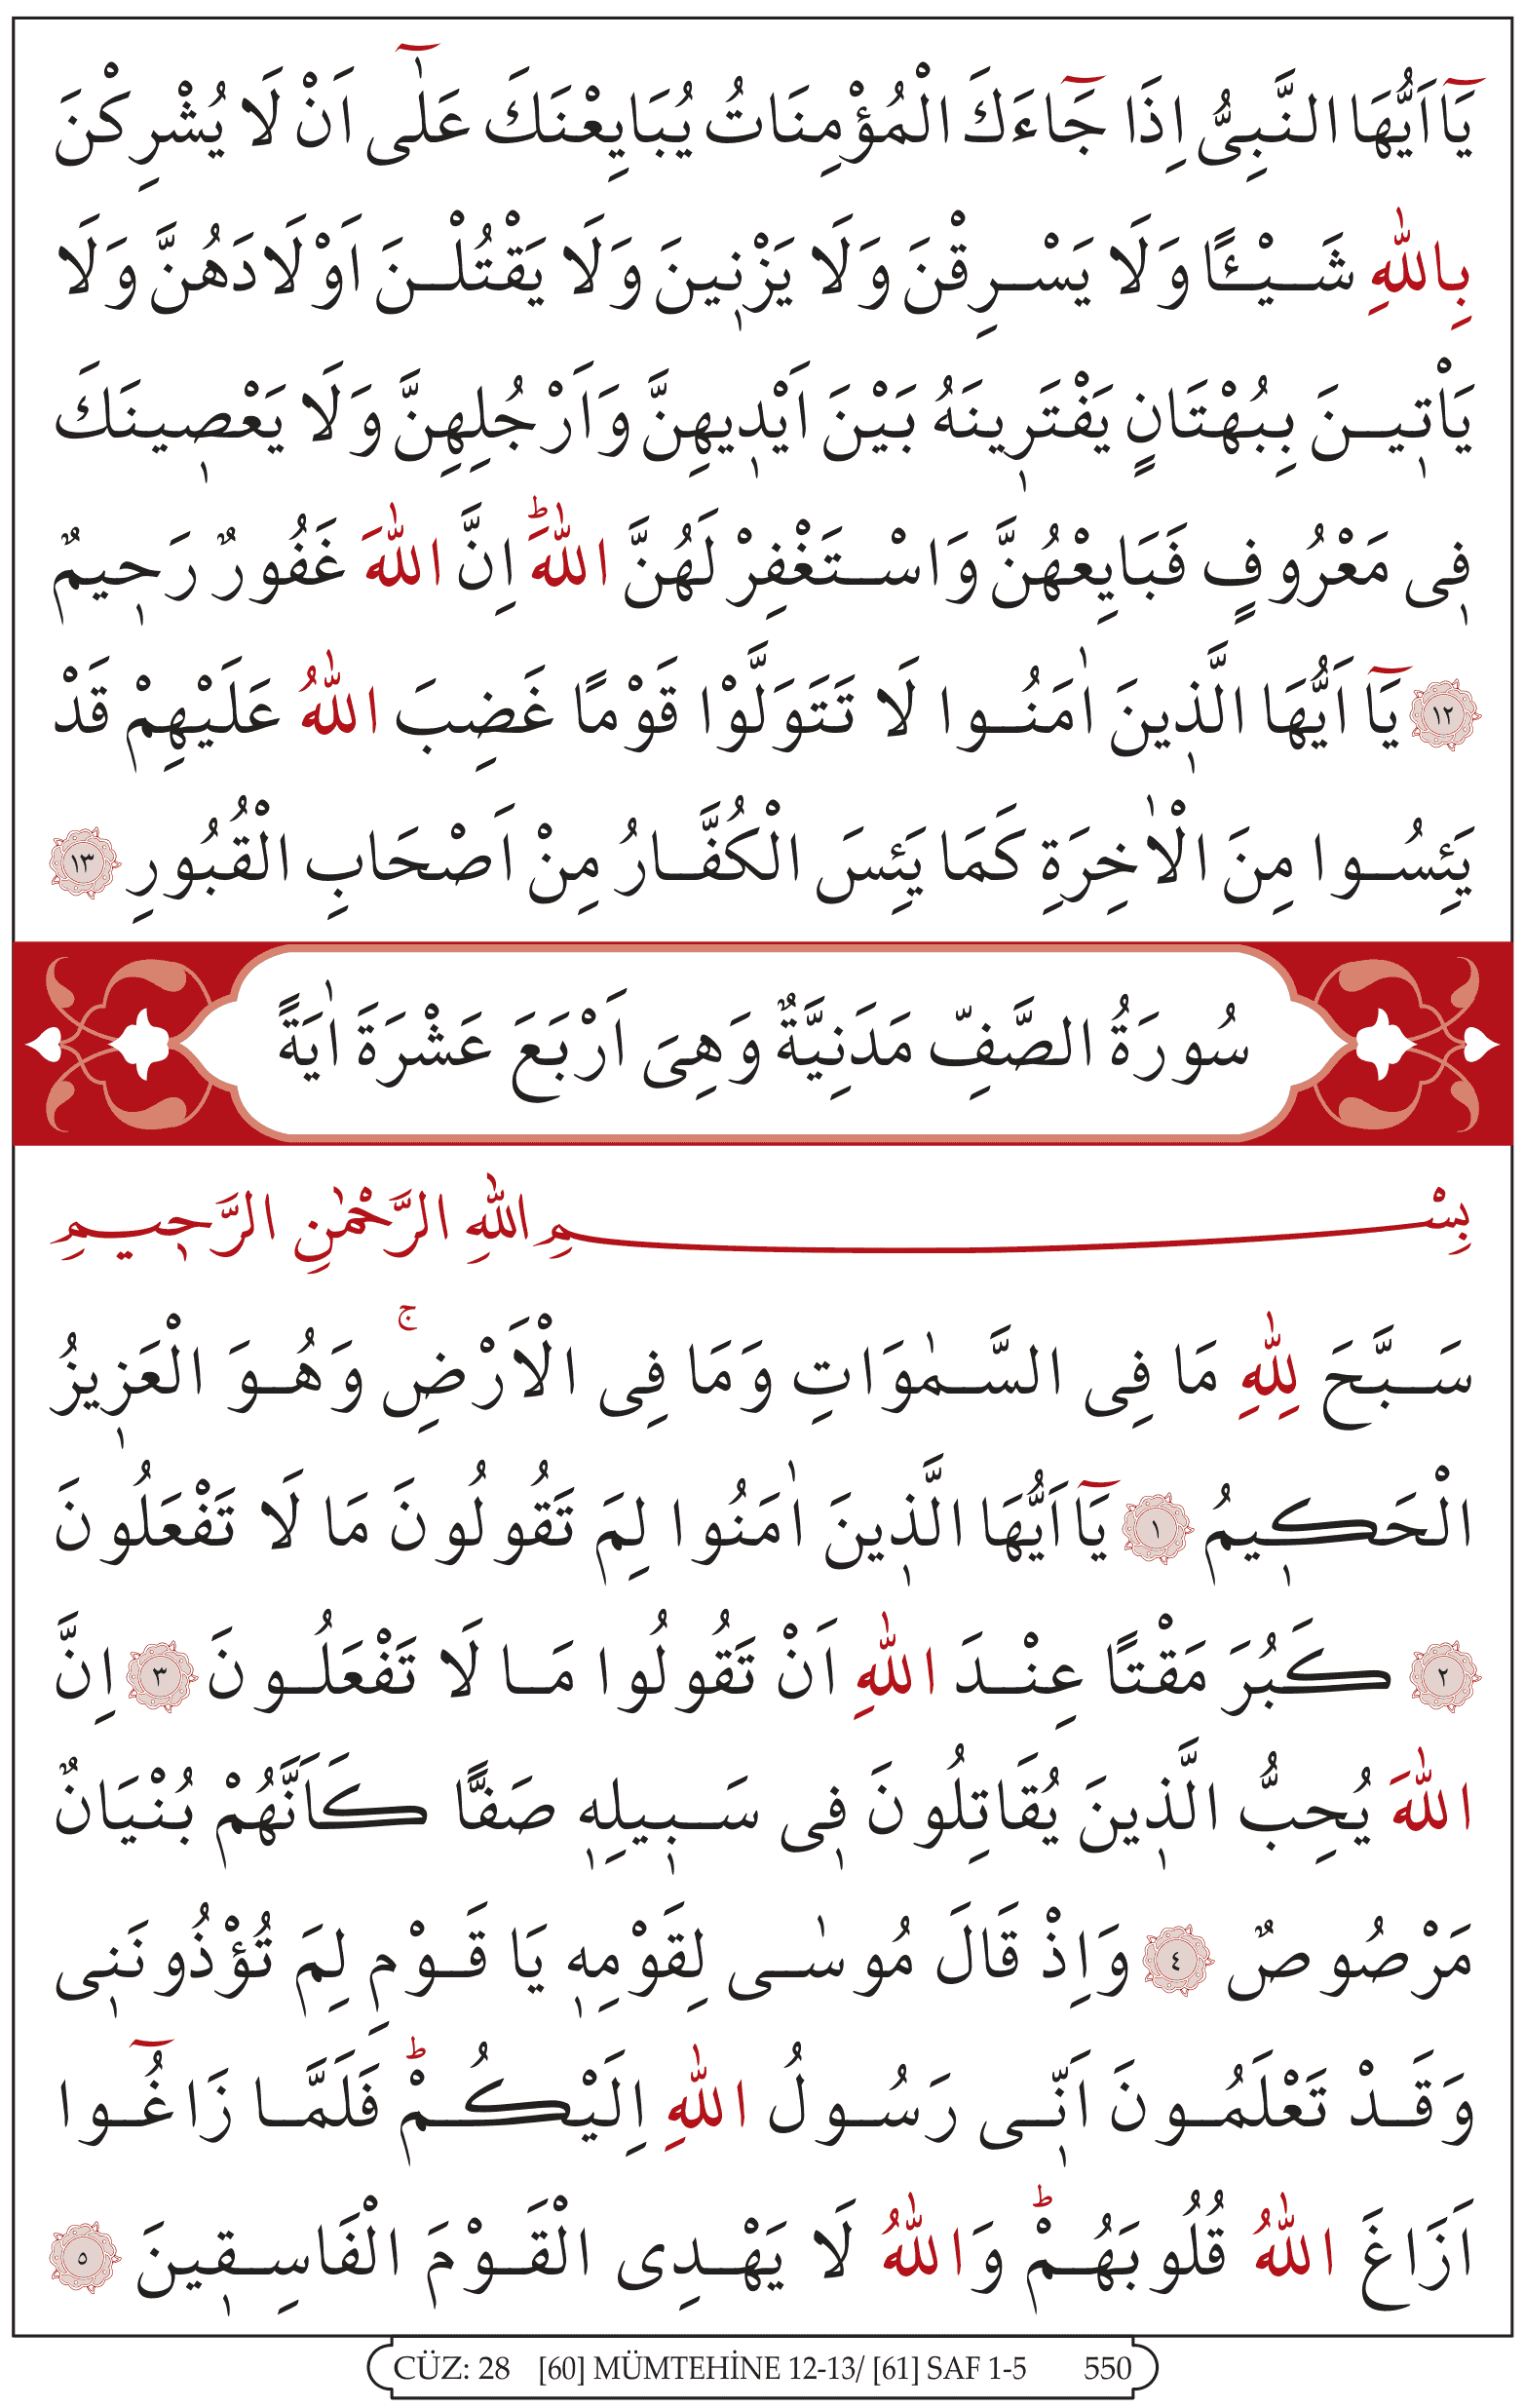 يَٓا اَيُّهَا النَّبِيُّ اِذَا جَٓاءَكَ الْمُؤْمِنَاتُ يُبَايِعْنَكَ عَلٰٓى اَنْ لَا يُشْرِكْنَ
بِاللّٰهِ شَيْـًٔا وَلَا يَسْرِقْنَ وَلَا يَزْن۪ينَ وَلَا يَقْتُلْنَ اَوْلَادَهُنَّ وَلَا
يَأْت۪ينَ بِبُهْتَانٍ يَفْتَر۪ينَهُ بَيْنَ اَيْد۪يهِنَّ وَاَرْجُلِهِنَّ وَلَا يَعْص۪ينَكَ
ف۪ى مَعْرُوفٍ فَبَايِعْهُنَّ وَاسْتَغْفِرْ لَهُنَّ اللّٰهَۜ اِنَّ اللّٰهَ غَفُورٌ رَح۪يمٌ
﴿١٢﴾ يَٓا اَيُّهَا الَّذ۪ينَ اٰمَنُوا لَا تَتَوَلَّوْا قَوْمًا غَضِبَ اللّٰهُ عَلَيْهِمْ قَدْ
يَئِسُوا مِنَ الْاٰخِرَةِ كَمَا يَئِسَ الْكُفَّارُ مِنْ اَصْحَابِ الْقُبُورِ ﴿١٣﴾
سُورَةُ الصَّفِّ مَدَنِيَّةٌ وَهِىَ اَرْبَعَ عَشْرَةَ اٰيَةً
بِسْمِ اللّٰهِ الرَّحْمٰنِ الرَّح۪يمِ
سَبَّحَ لِلّٰهِ مَا فِى السَّمٰوَاتِ وَمَا فِى الْاَرْضِۚ وَهُوَ الْعَز۪يزُ
الْحَك۪يمُ ﴿١﴾ يَٓا اَيُّهَا الَّذ۪ينَ اٰمَنُوا لِمَ تَقُولُونَ مَا لَا تَفْعَلُونَ
﴿٢﴾ كَبُرَ مَقْتًا عِنْدَ اللّٰهِ اَنْ تَقُولُوا مَا لَا تَفْعَلُونَ ﴿٣﴾ اِنَّ
اللّٰهَ يُحِبُّ الَّذ۪ينَ يُقَاتِلُونَ ف۪ى سَب۪يلِه۪ صَفًّا كَاَنَّهُمْ بُنْيَانٌ
مَرْصُوصٌ ﴿٤﴾ وَاِذْ قَالَ مُوسٰى لِقَوْمِه۪ يَا قَوْمِ لِمَ تُؤْذُونَن۪ى
وَقَدْ تَعْلَمُونَ اَنّ۪ى رَسُولُ اللّٰهِ اِلَيْكُمْۜ فَلَمَّا زَاغُٓوا
اَزَاغَ اللّٰهُ قُلُوبَهُمْۜ وَاللّٰهُ لَا يَهْدِى الْقَوْمَ الْفَاسِق۪ينَ ﴿٥﴾
CÜZ: 28 [60] MÜMTEHİNE 12-13/ [61] SAF 1-5 550